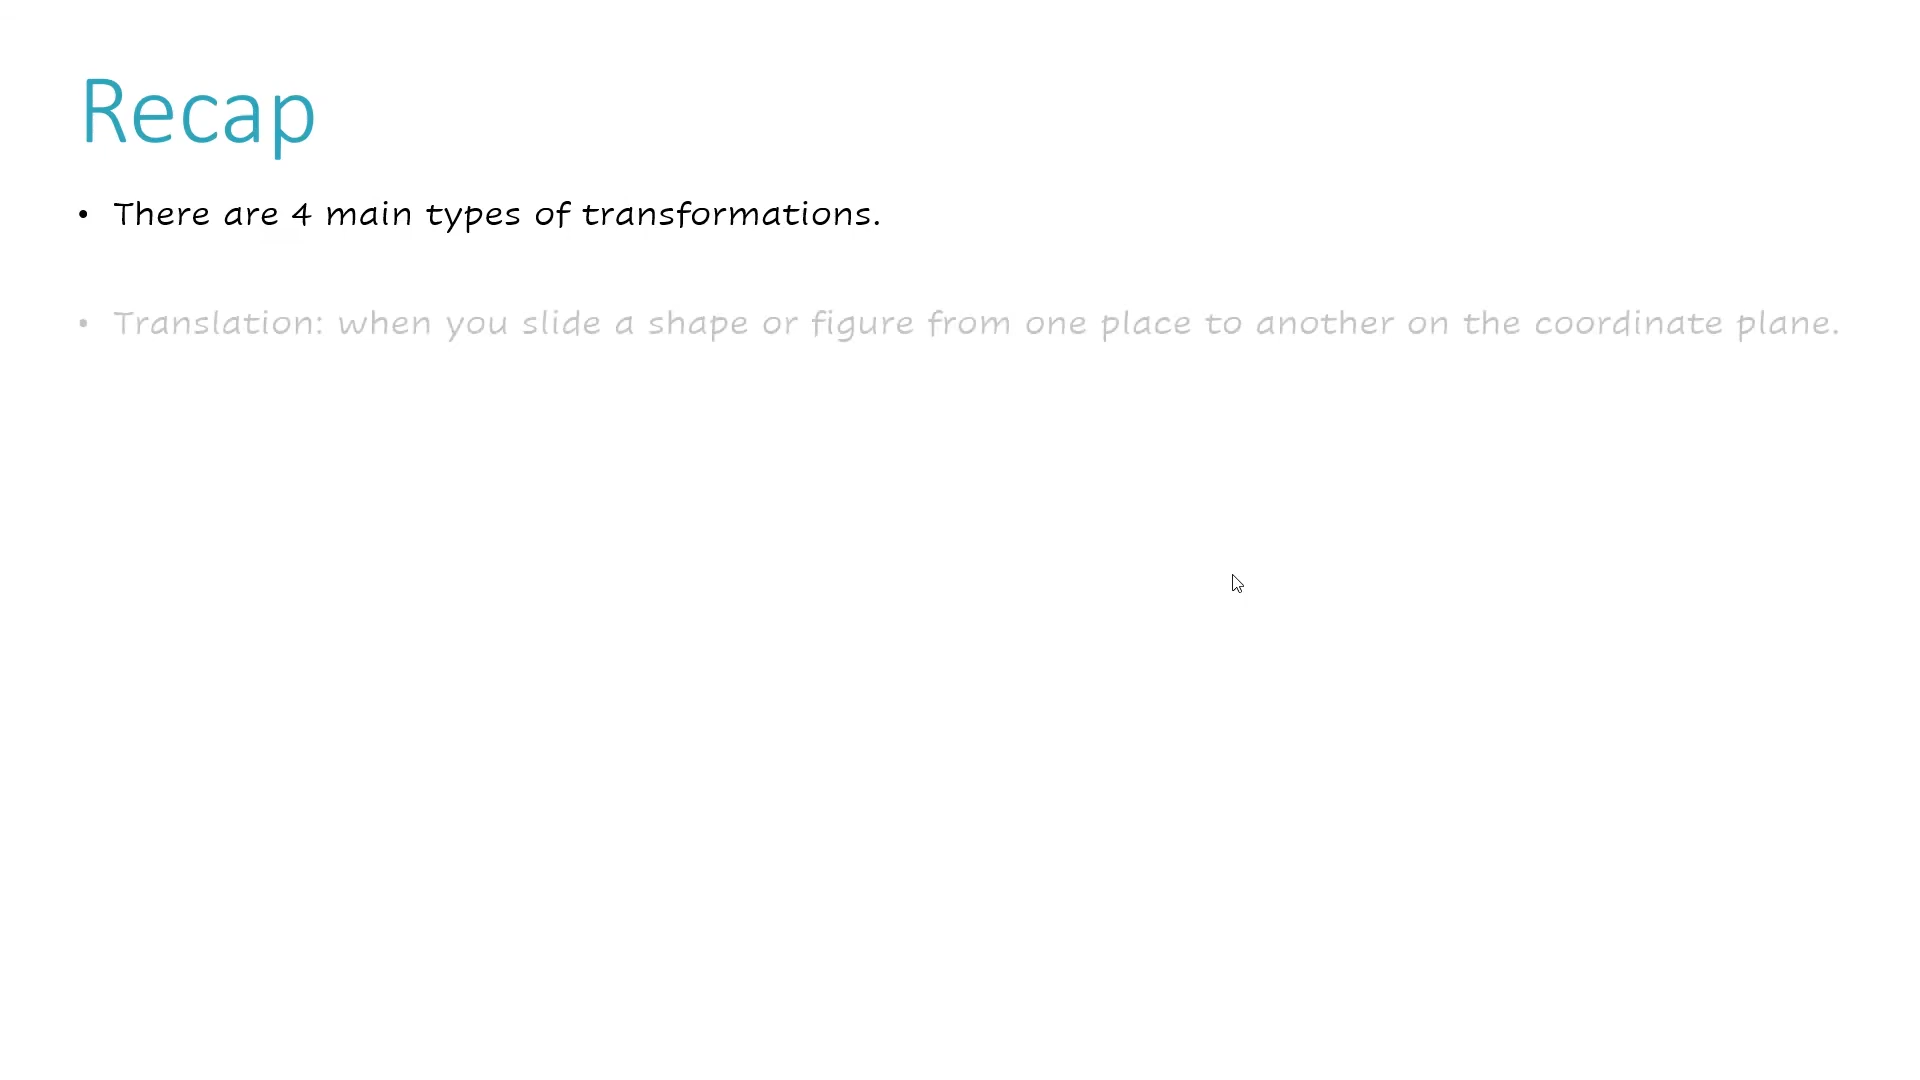 Recap
• There are 4 main types of transformations.
• Translation: when you slide a shape or figure from one place to another on the coordinate plane.